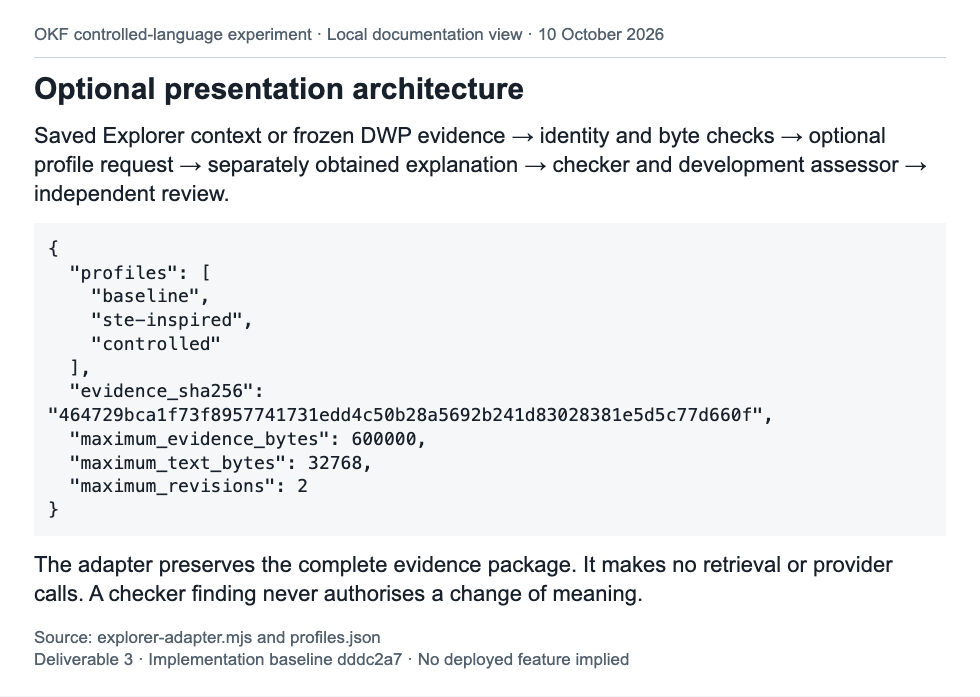 OKF controlled-language experiment · Local documentation view · 10 October 2026
Optional presentation architecture
Saved Explorer context or frozen DWP evidence → identity and byte checks → optional
profile request → separately obtained explanation → checker and development assessor →
independent review.
{
  "profiles": [
    "baseline",
    "ste-inspired",
    "controlled"
  ],
  "evidence_sha256":
"464729bca1f73f8957741731edd4c50b28a5692b241d83028381e5d5c77d660f",
  "maximum_evidence_bytes": 600000,
  "maximum_text_bytes": 32768,
  "maximum_revisions": 2
}
The adapter preserves the complete evidence package. It makes no retrieval or provider
calls. A checker finding never authorises a change of meaning.
Source: explorer-adapter.mjs and profiles.json
Deliverable 3 · Implementation baseline dddc2a7 · No deployed feature implied